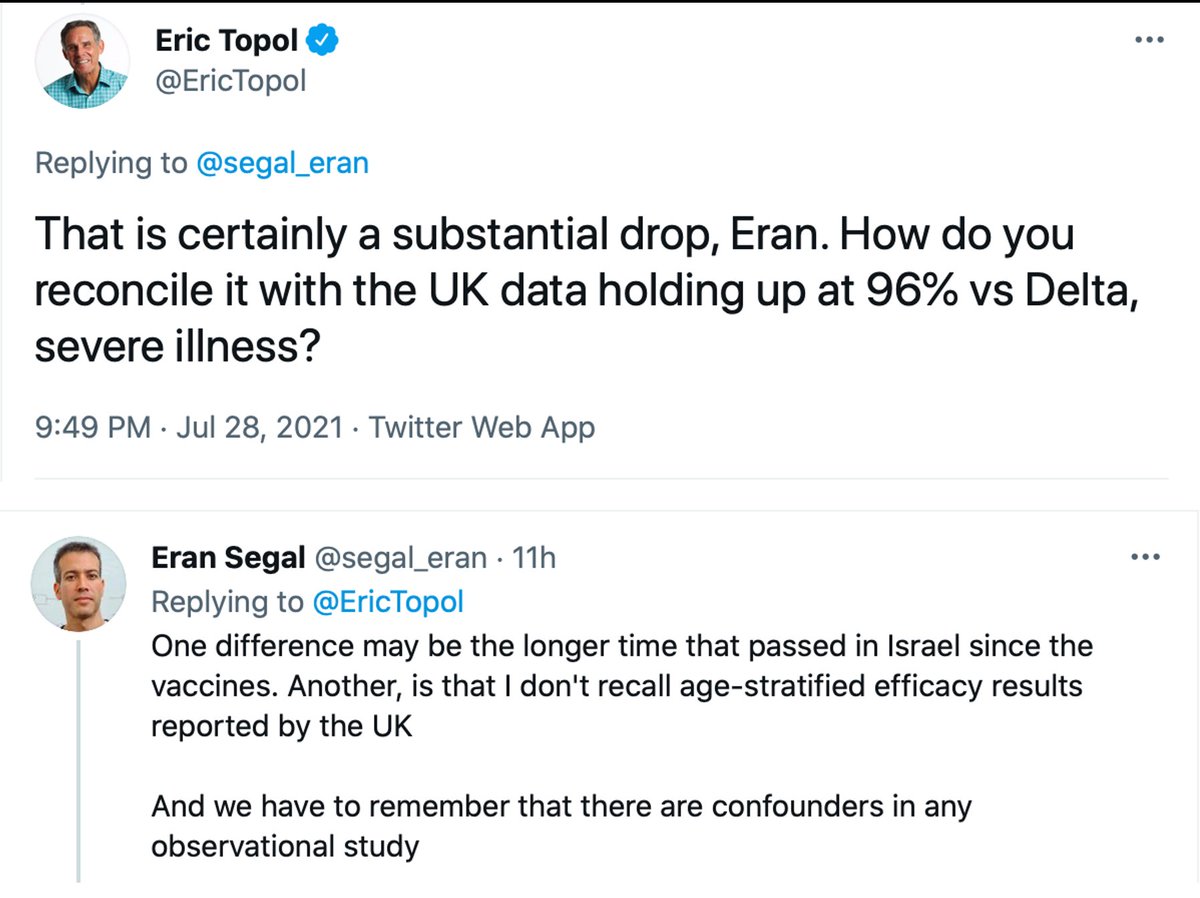 Eric Topol
@EricTopol
Replying to @segal_eran
That is certainly a substantial drop, Eran. How do you
reconcile it with the UK data holding up at 96% vs Delta,
severe illness?
9:49 PM · Jul 28, 2021 · Twitter Web App
Eran Segal @segal_eran · 11h
Replying to @EricTopol
One difference may be the longer time that passed in Israel since the
vaccines. Another, is that I don't recall age-stratified efficacy results
reported by the UK
And we have to remember that there are confounders in any
observational study